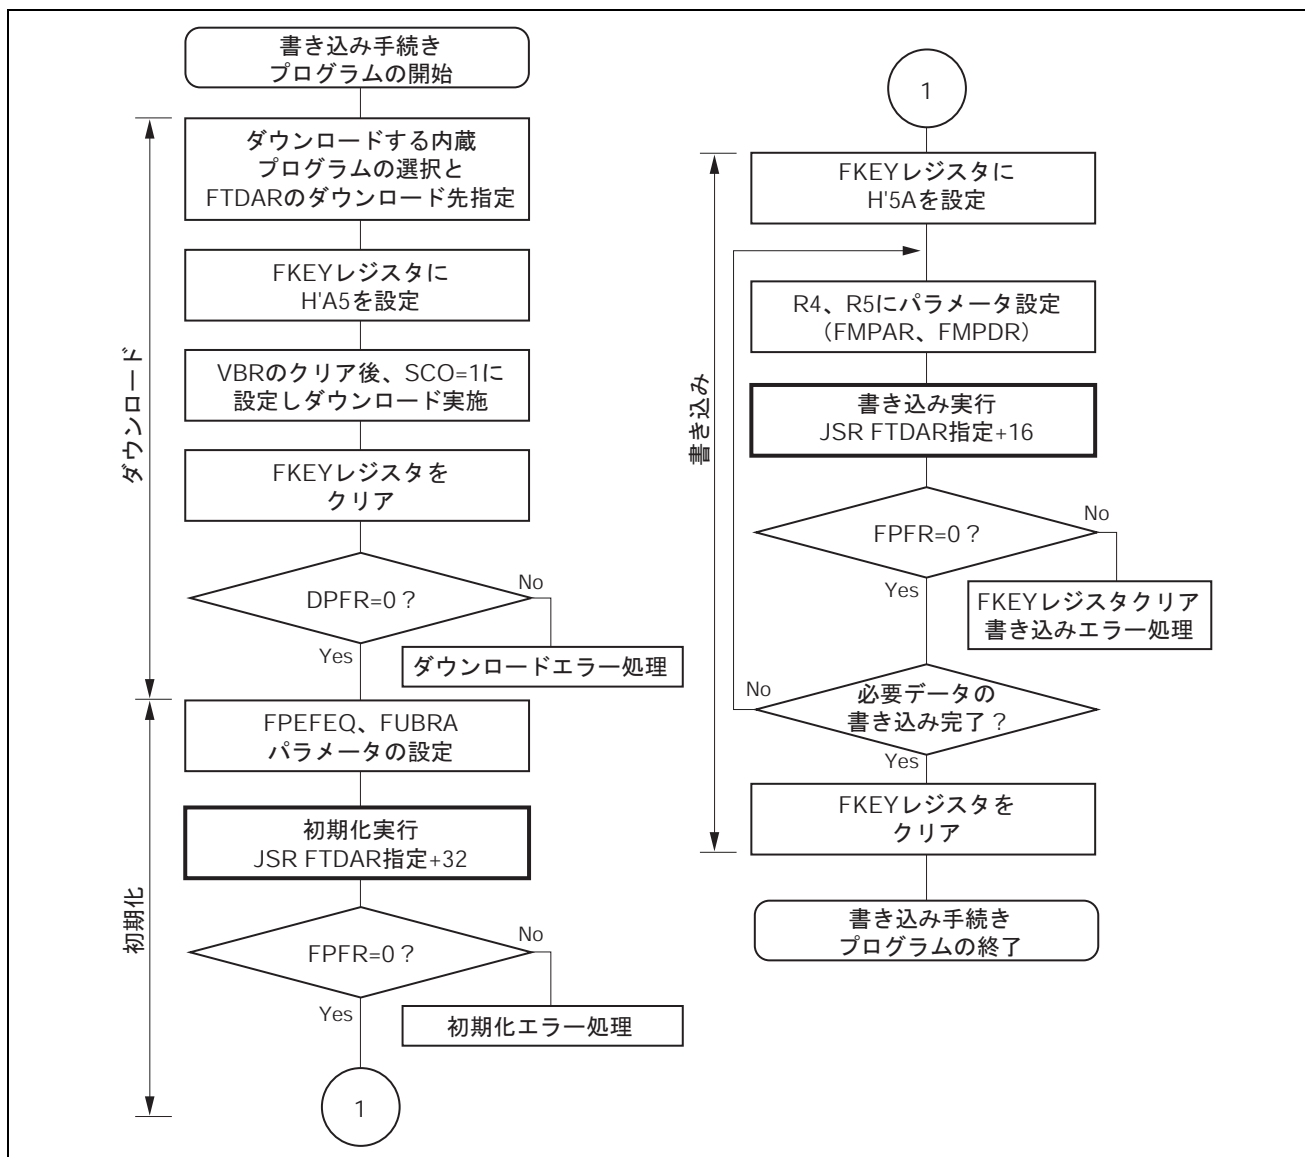 書き込み手続き
プログラムの開始
ダウンロード
ダウンロードする内蔵
プログラムの選択と
FTDARのダウンロード先指定
FKEYレジスタに
H'A5を設定
VBRのクリア後、SCO=1に
設定しダウンロード実施
FKEYレジスタを
クリア
DPFR=0？
No
Yes
ダウンロードエラー処理
初期化
FPEFEQ、FUBRA
パラメータの設定
初期化実行
JSR FTDAR指定+32
FPFR=0？
No
Yes
初期化エラー処理
1
1
書き込み
FKEYレジスタに
H'5Aを設定
R4、R5にパラメータ設定
（FMPAR、FMPDR）
書き込み実行
JSR FTDAR指定+16
FPFR=0？
No
Yes
FKEYレジスタクリア
書き込みエラー処理
No
必要データの
書き込み完了？
Yes
FKEYレジスタを
クリア
書き込み手続き
プログラムの終了